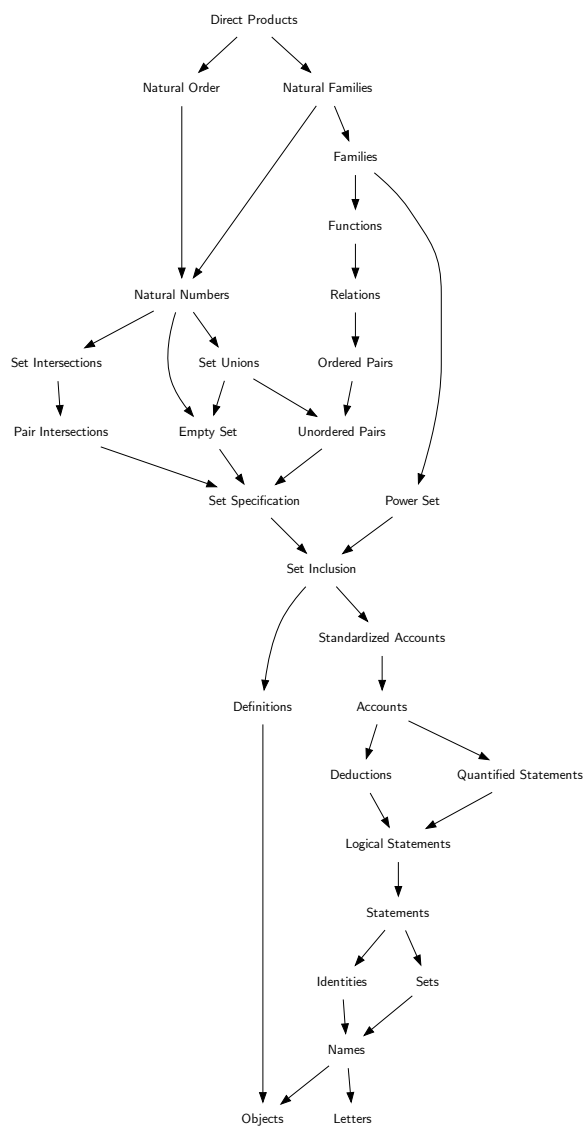 Direct Products
Natural Order
Natural Families
Families
Functions
Natural Numbers
Relations
Set Intersections
Set Unions
Ordered Pairs
Pair Intersections
Empty Set
Unordered Pairs
Set Specification
Power Set
Set Inclusion
Standardized Accounts
Definitions
Accounts
Deductions
Quantified Statements
Logical Statements
Statements
Identities
Sets
Names
Objects
Letters